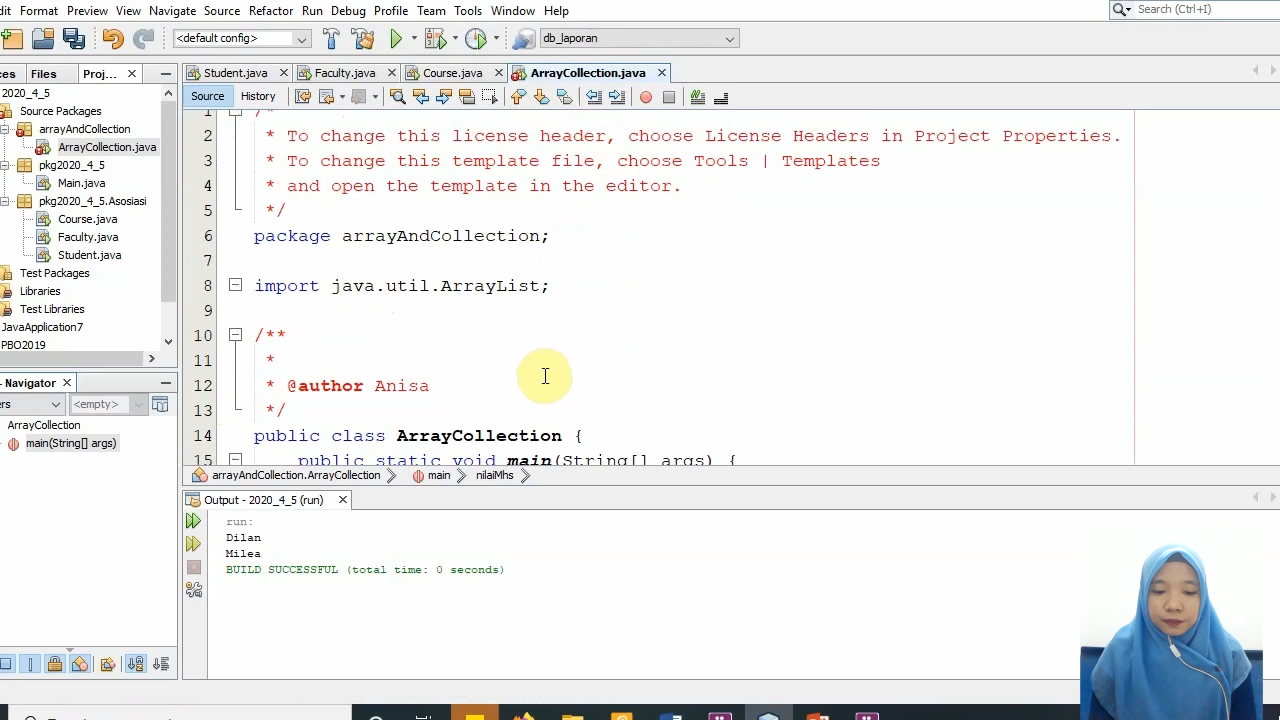 dit Format Preview View Navigate Source Refactor Run Debug Profile Team Tools Window Help
Search (Ctrl+I)
<default config>
db_laporan
ces Files Proj...
Student.java Faculty.java Course.java ArrayCollection.java
Source History
2020_4_5
Source Packages
arrayAndCollection
ArrayCollection.java
pkg2020_4_5
Main.java
pkg2020_4_5.Asosiasi
Course.java
Faculty.java
Student.java
Test Packages
Libraries
Test Libraries
JavaApplication7
PBO2019
Navigator
ers <empty>
ArrayCollection
main(String[] args)
1 /*
2 * To change this license header, choose License Headers in Project Properties.
3 * To change this template file, choose Tools | Templates
4 * and open the template in the editor.
5 */
6 package arrayAndCollection;
7
8 import java.util.ArrayList;
9
10 /**
11 *
12 * @author Anisa
13 */
14 public class ArrayCollection {
15 public static void main(String[] args) {
arrayAndCollection.ArrayCollection main nilaiMhs
Output - 2020_4_5 (run)
run:
Dilan
Milea
BUILD SUCCESSFUL (total time: 0 seconds)